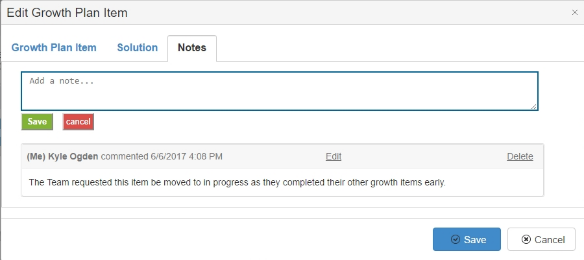 Edit Growth Plan Item ×
Growth Plan Item Solution Notes
Add a note...
Save cancel
(Me) Kyle Ogden commented 6/6/2017 4:08 PM Edit Delete
The Team requested this item be moved to in progress as they completed their other growth items early.
Save Cancel